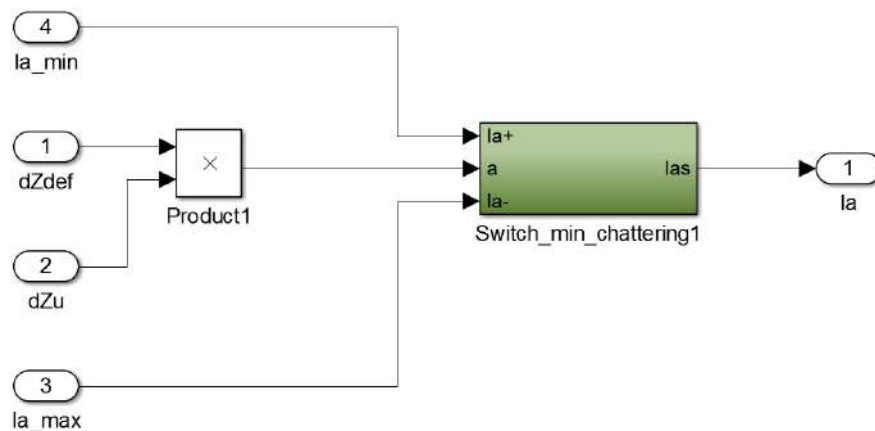 4
Ia_min
1
dZdef
×
Product1
2
dZu
3
Ia_max
Ia+
a
Ia-
Ias
Switch_min_chattering1
1
Ia